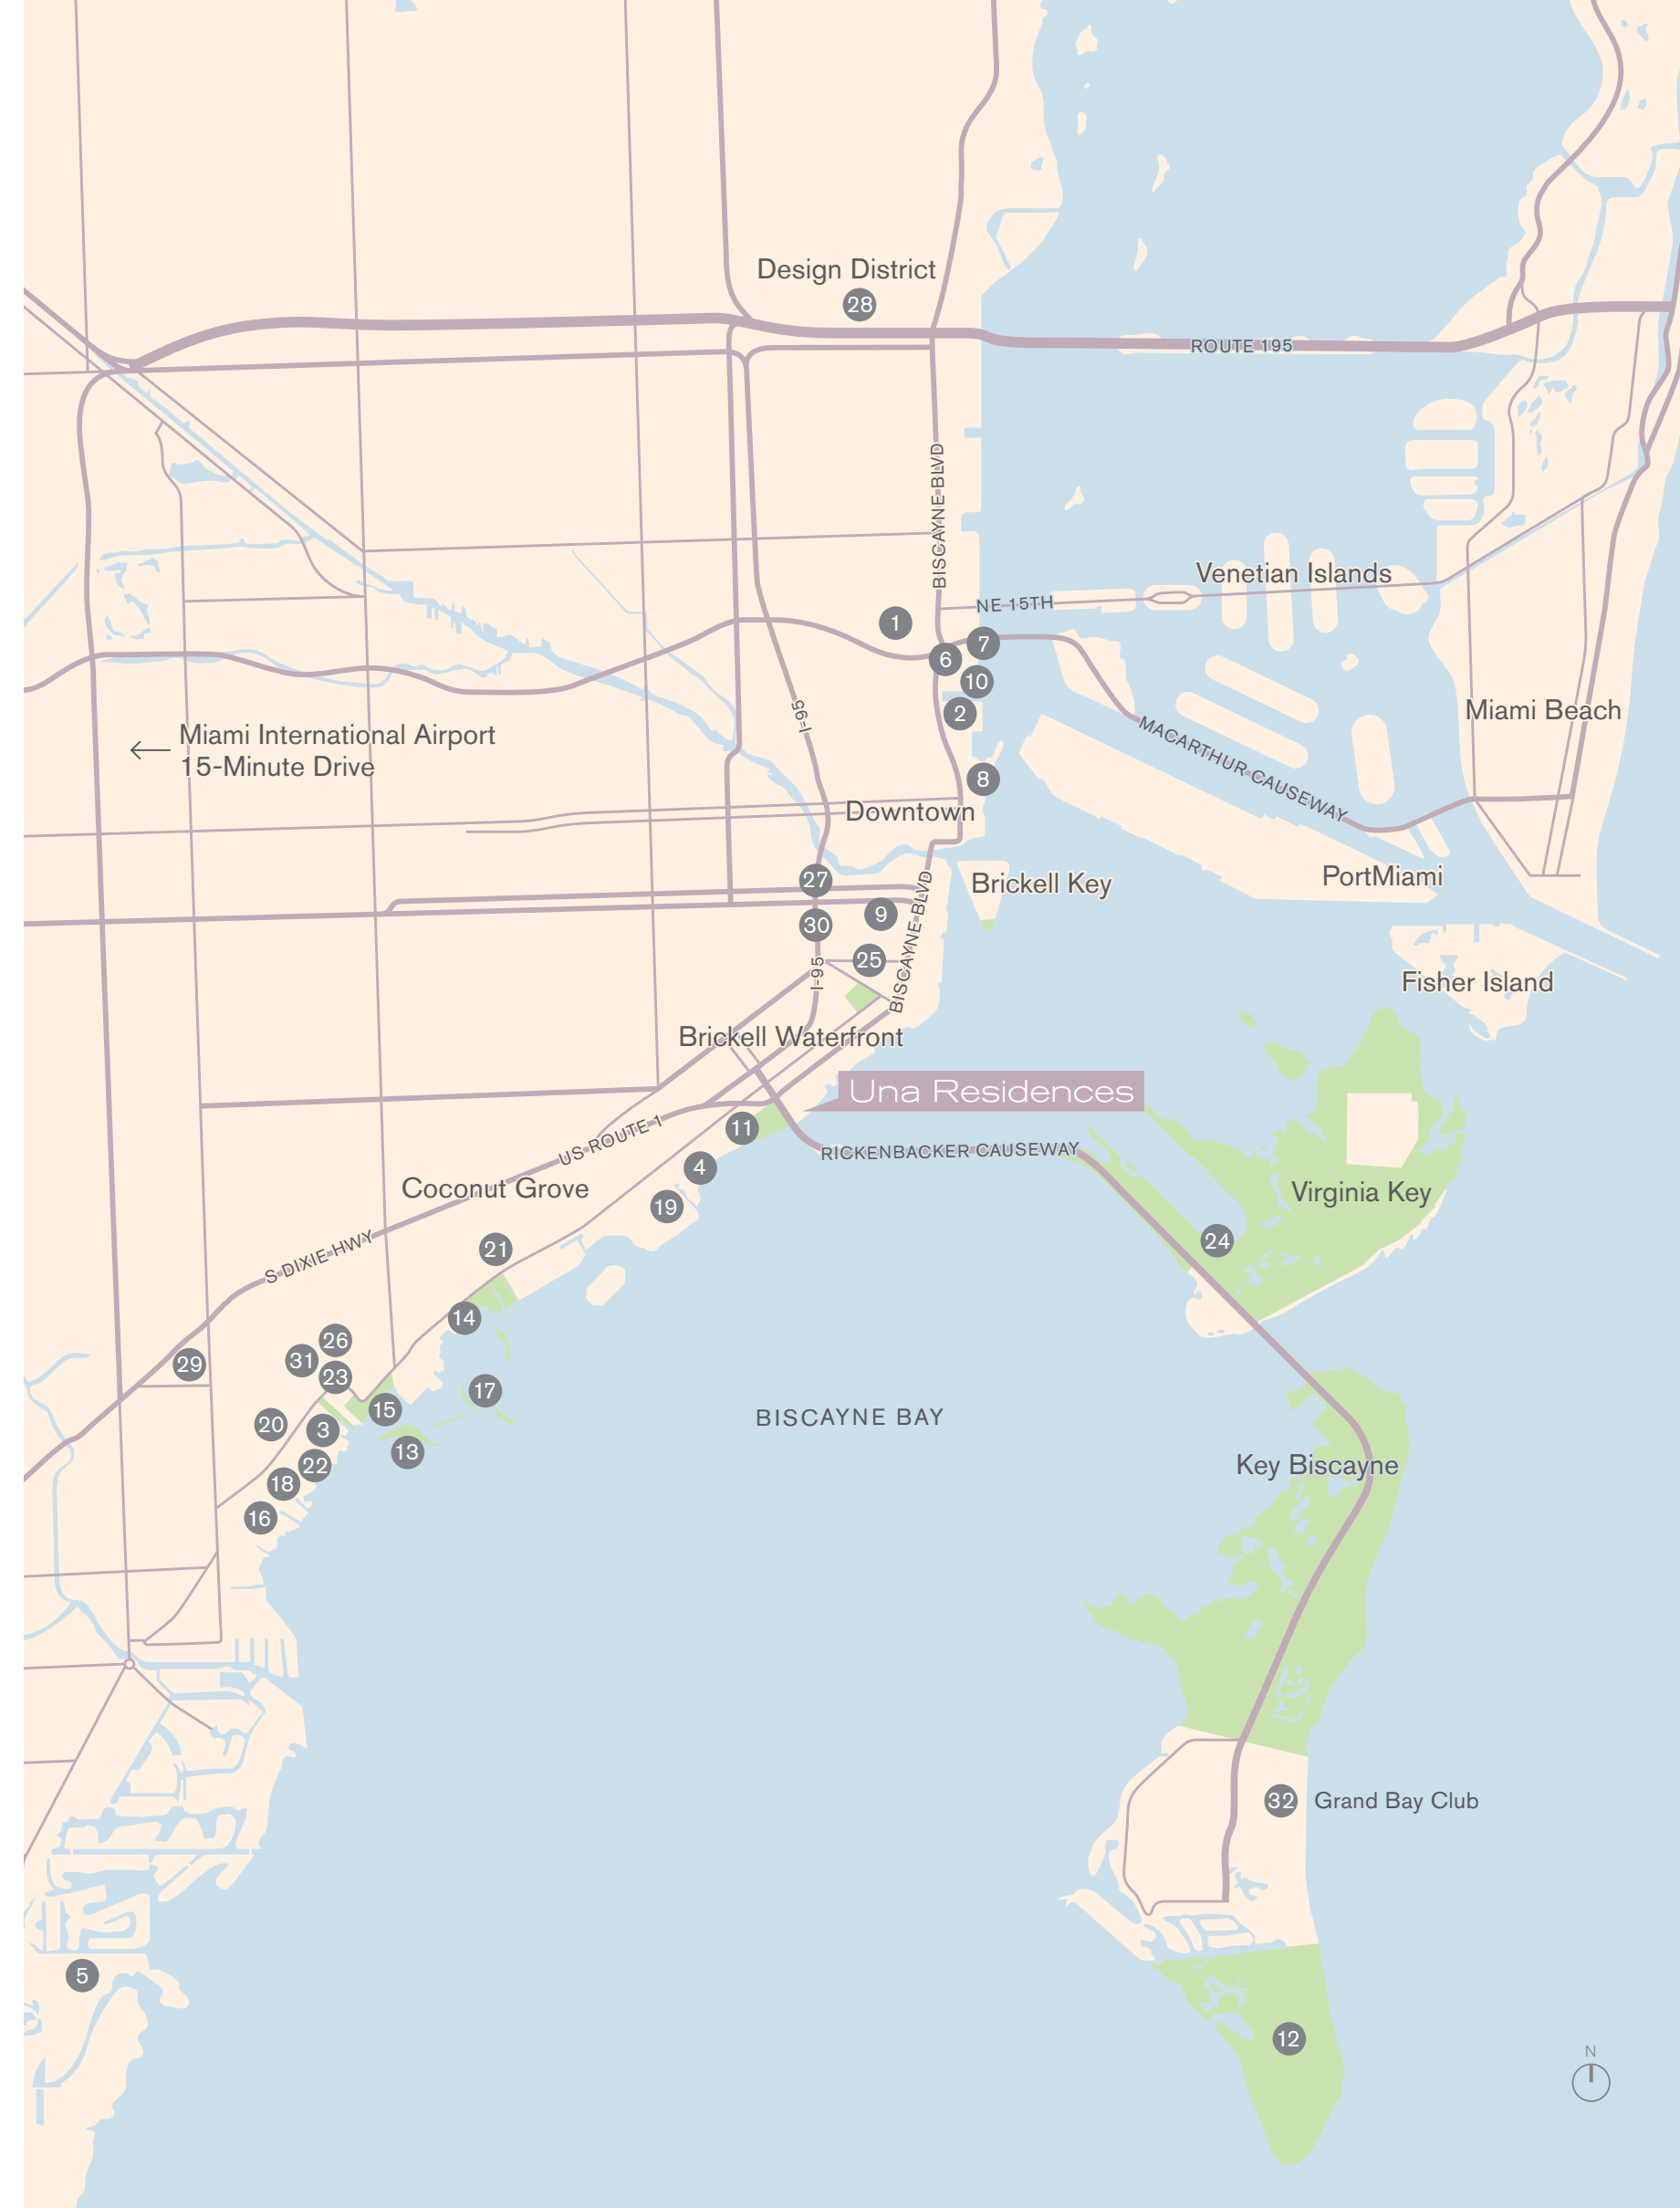 Design District
28
ROUTE 195
BISCAYNE BLVD
Venetian Islands
NE 15TH
1
7
6
10
2
I-95
Miami Beach
Miami International Airport
15-Minute Drive
MACARTHUR CAUSEWAY
8
Downtown
27
Brickell Key
PortMiami
9
30
BISCAYNE BLVD
25
I-95
Fisher Island
Brickell Waterfront
Una Residences
11
US ROUTE 1
RICKENBACKER CAUSEWAY
4
Coconut Grove
Virginia Key
19
21
24
S DIXIE HWY
14
26
31
29
23
17
15
BISCAYNE BAY
20
3
13
22
Key Biscayne
18
16
32
Grand Bay Club
5
12
N